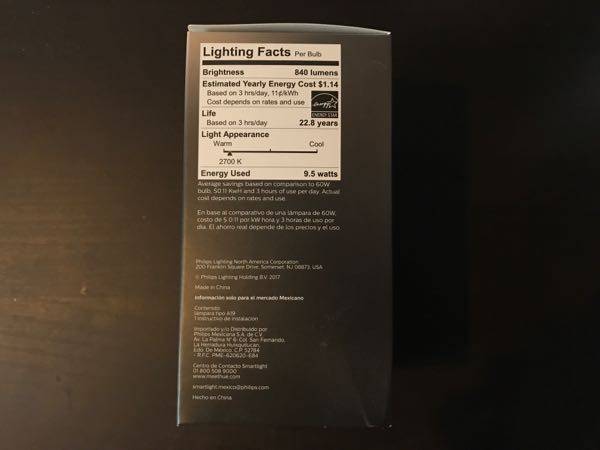 Lighting Facts Per Bulb
Brightness 840 lumens
Estimated Yearly Energy Cost $1.14
Based on 3 hrs/day, 11¢/kWh
Cost depends on rates and use
ENERGY STAR
Life
Based on 3 hrs/day 22.8 years
Light Appearance
Warm Cool
2700 K
Energy Used 9.5 watts
Average savings based on comparison to 60W
bulb, $0.11 KwH and 3 hours of use per day. Actual
cost depends on rates and use.
En base al comparativo de una lámpara de 60W,
costo de $ 0.11 por kW hora y 3 horas de uso por
dia. El ahorro real depende de los precios y el uso.
Philips Lighting North America Corporation
200 Franklin Square Drive, Somerset, NJ 08873, USA
© Philips Lighting Holding B.V. 2017
Made in China
Información solo para el mercado Mexicano
Contenido
lámpara tipo A19
1 instructivo de instalación
Importado y/o Distribuido por
Philips Mexicana S.A. de C.V.
Av. La Palma N° 6 Col. San Fernando,
La Herradura Huixquilucan,
Edo. De Mexico. C.P. 52784
- R.F.C. PME-620620-E84
Centro de Contacto Smartlight
01 800 508 9000
www.meethue.com
smartlight.mexico@philips.com
Hecho en China